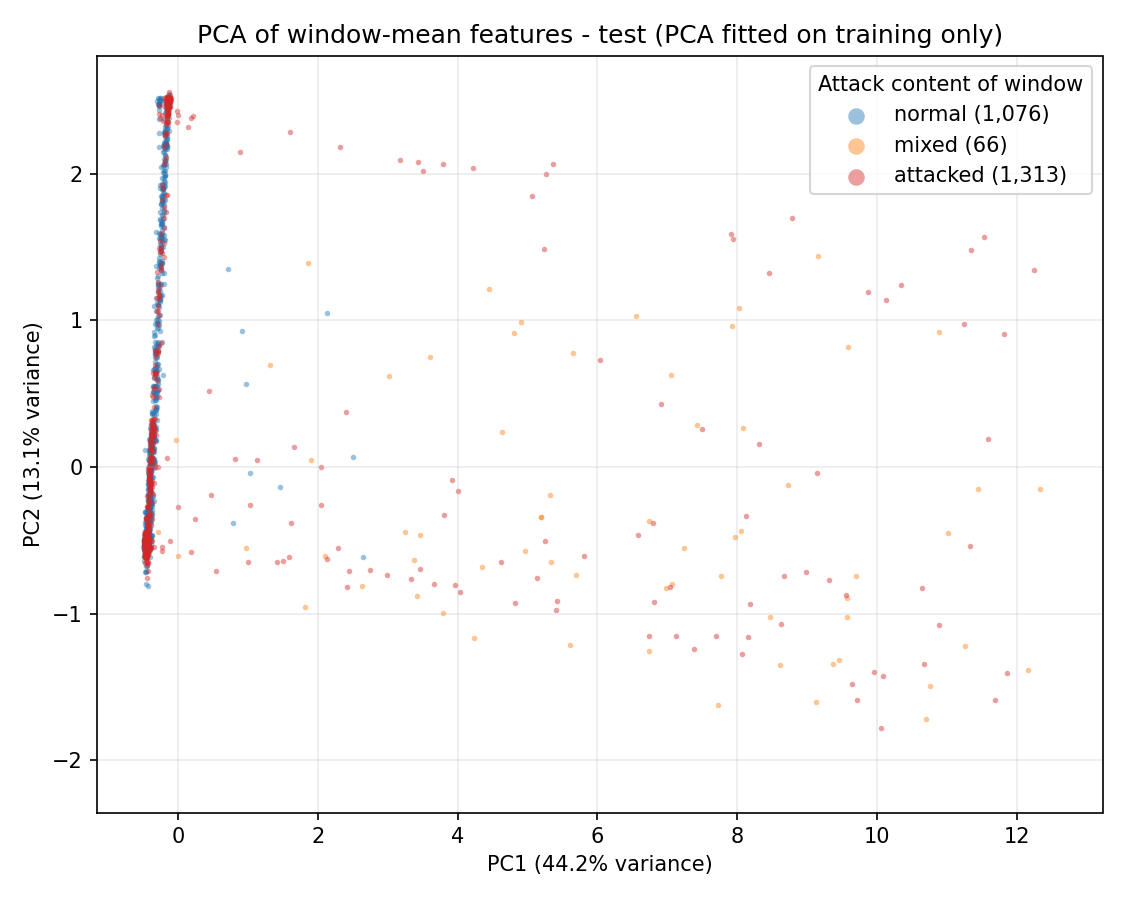 PCA of window-mean features - test (PCA fitted on training only)
Attack content of window
normal (1,076)
mixed (66)
attacked (1,313)
PC2 (13.1% variance)
2
1
0
−1
−2
0 2 4 6 8 10 12
PC1 (44.2% variance)